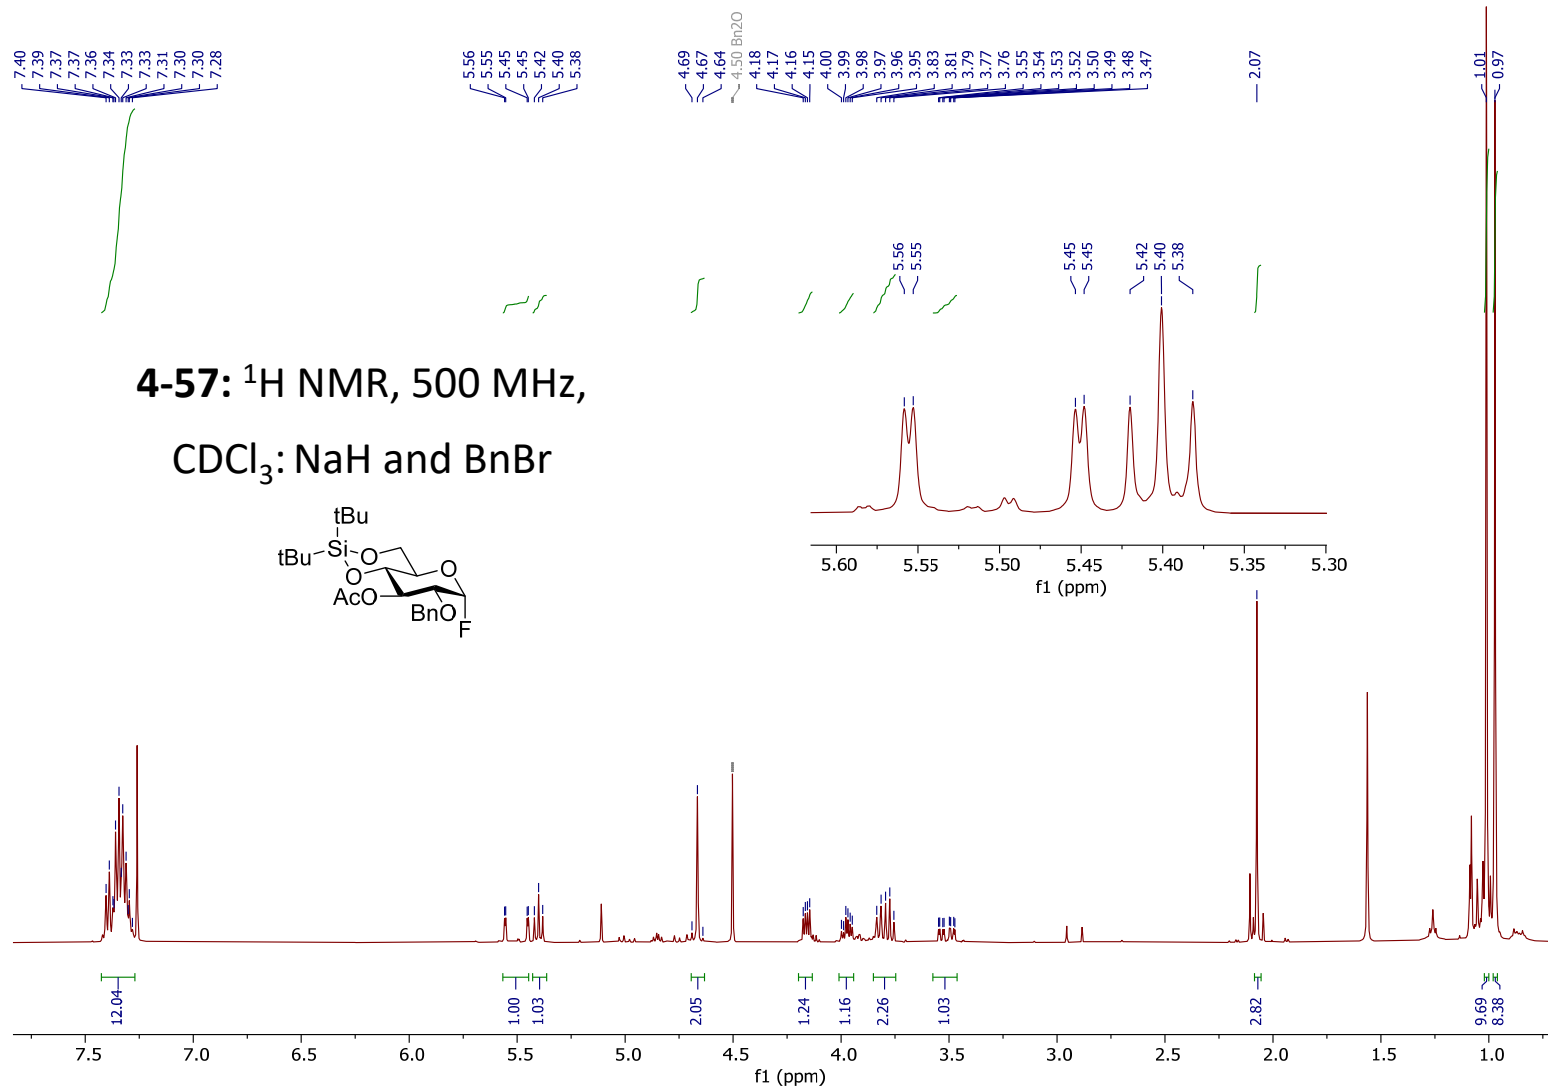 7.40 7.39 7.37 7.37 7.36 7.34 7.33 7.33 7.31 7.30 7.30 7.28 5.56 5.55 5.45 5.45 5.42 5.40 5.38 4.69 4.67 4.64 4.50 Bn2O 4.18 4.17 4.16 4.15 4.00 3.99 3.98 3.97 3.96 3.95 3.83 3.81 3.79 3.77 3.76 3.55 3.54 3.53 3.52 3.50 3.49 3.48 3.47 2.07 1.01 0.97
5.56 5.55 5.45 5.45 5.42 5.40 5.38
4-57: ¹H NMR, 500 MHz,
CDCl₃: NaH and BnBr
tBu
tBu Si O
O O
AcO BnO
F
5.60 5.55 5.50 5.45 5.40 5.35 5.30
f1 (ppm)
12.04 1.00 1.03 2.05 1.24 1.16 2.26 1.03 2.82 9.69 8.38
7.5 7.0 6.5 6.0 5.5 5.0 4.5 4.0 3.5 3.0 2.5 2.0 1.5 1.0
f1 (ppm)